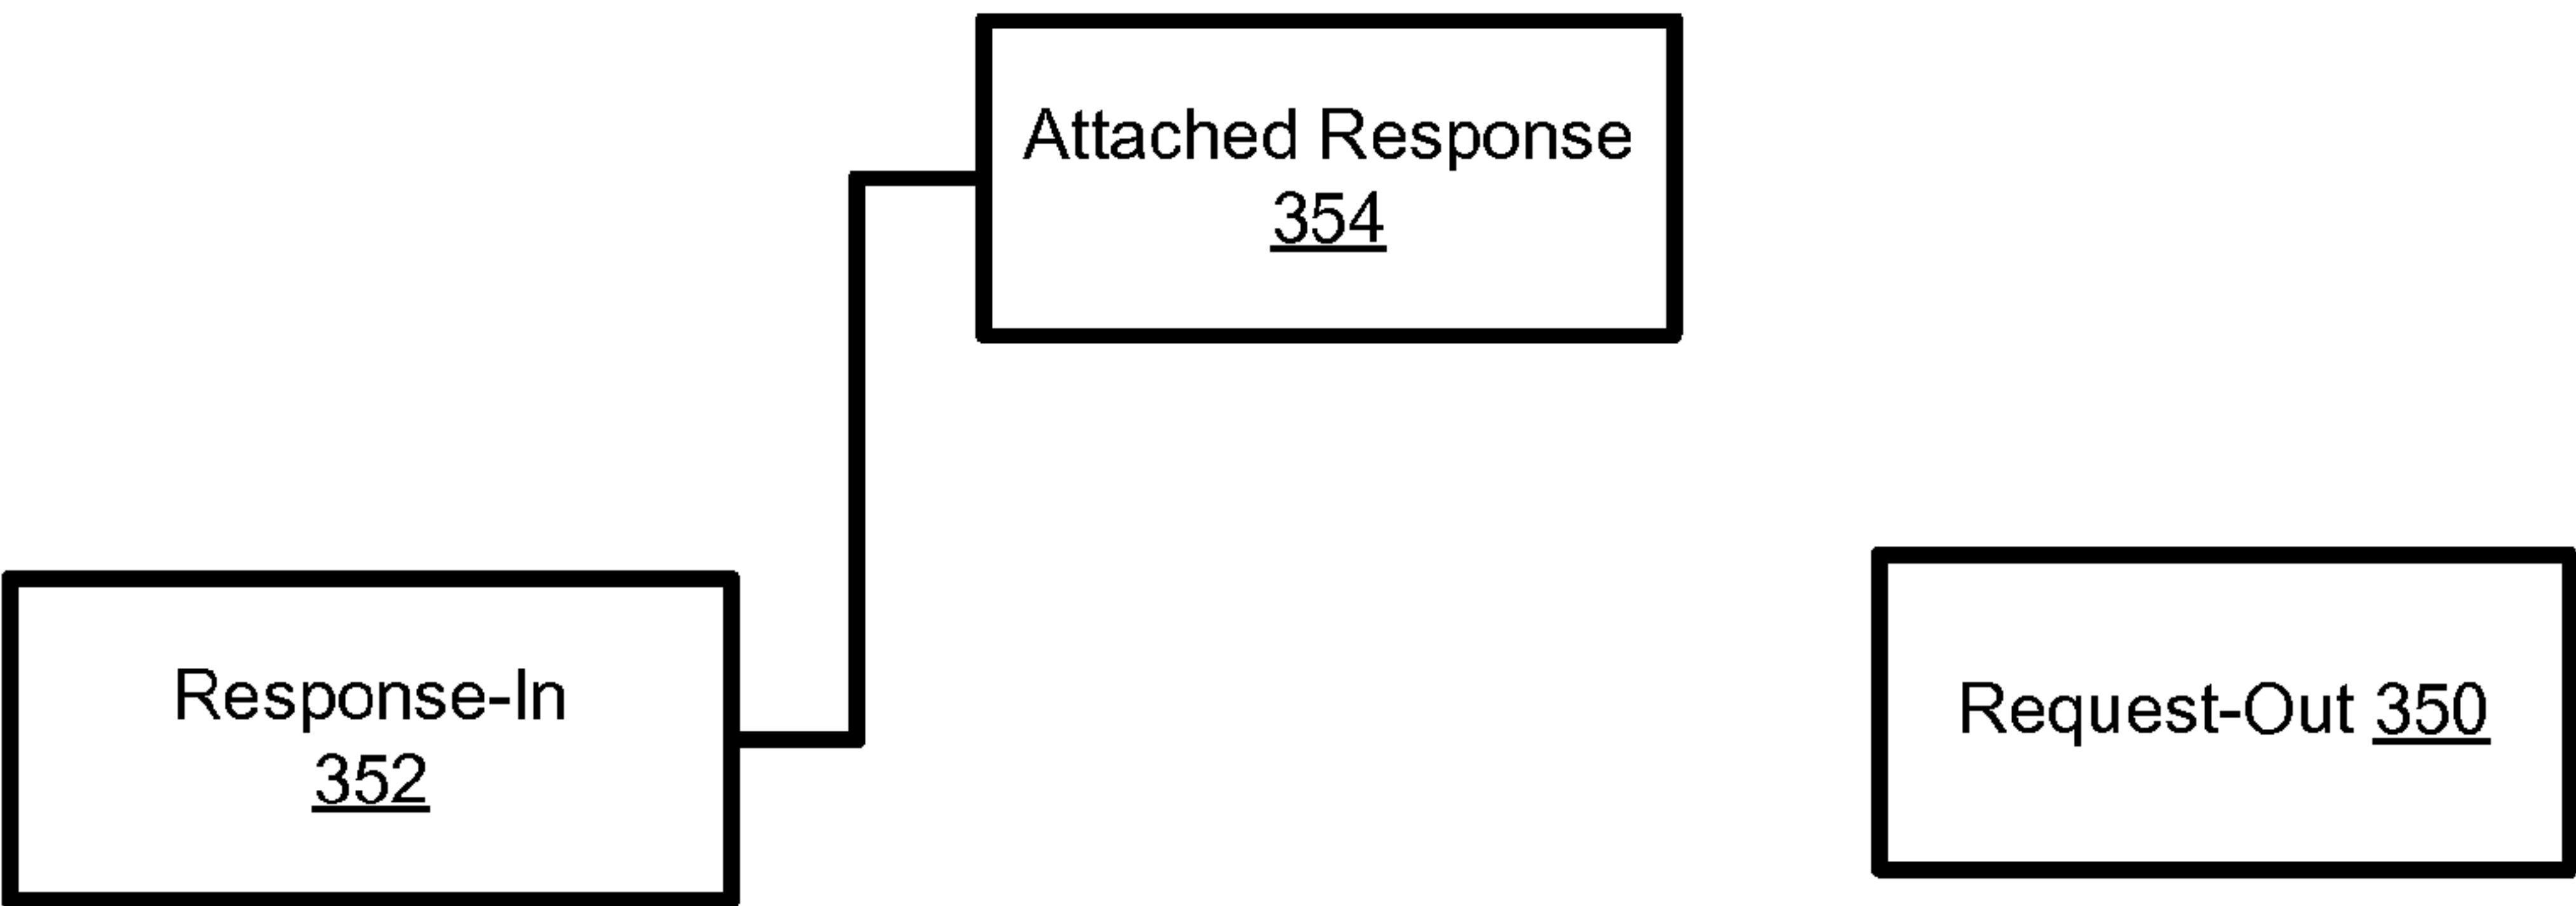 Attached Response
354
Response-In
352
Request-Out 350